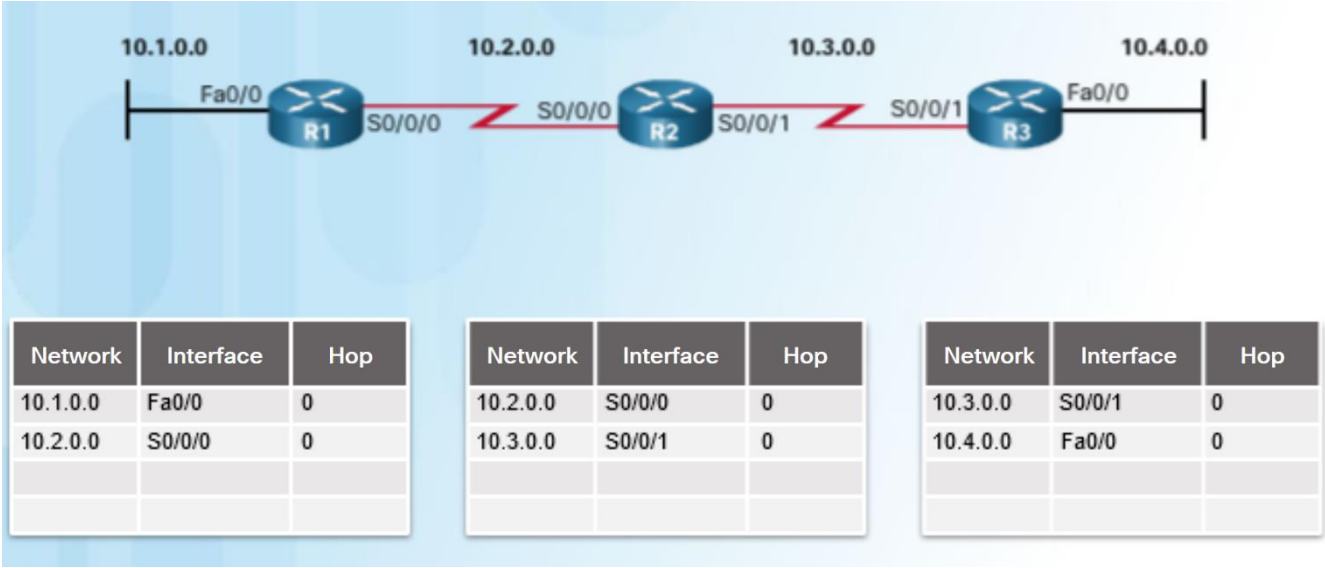 10.1.0.0 10.2.0.0 10.3.0.0 10.4.0.0
Fa0/0 R1 S0/0/0 S0/0/0 R2 S0/0/1 S0/0/1 R3 Fa0/0
Network Interface Hop
10.1.0.0 Fa0/0 0
10.2.0.0 S0/0/0 0
Network Interface Hop
10.2.0.0 S0/0/0 0
10.3.0.0 S0/0/1 0
Network Interface Hop
10.3.0.0 S0/0/1 0
10.4.0.0 Fa0/0 0